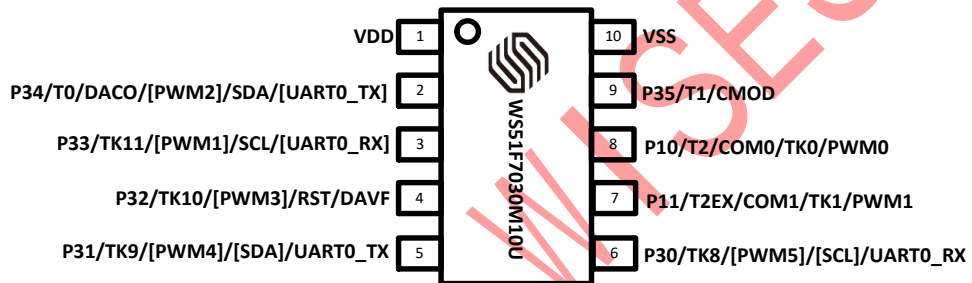 VDD 1 10 VSS
P34/T0/DACO/[PWM2]/SDA/[UART0_TX] 2 9 P35/T1/CMOD
P33/TK11/[PWM1]/SCL/[UART0_RX] 3 8 P10/T2/COM0/TK0/PWM0
P32/TK10/[PWM3]/RST/DAVF 4 7 P11/T2EX/COM1/TK1/PWM1
P31/TK9/[PWM4]/[SDA]/UART0_TX 5 6 P30/TK8/[PWM5]/[SCL]/UART0_RX
WS51F7030M10U
WISES